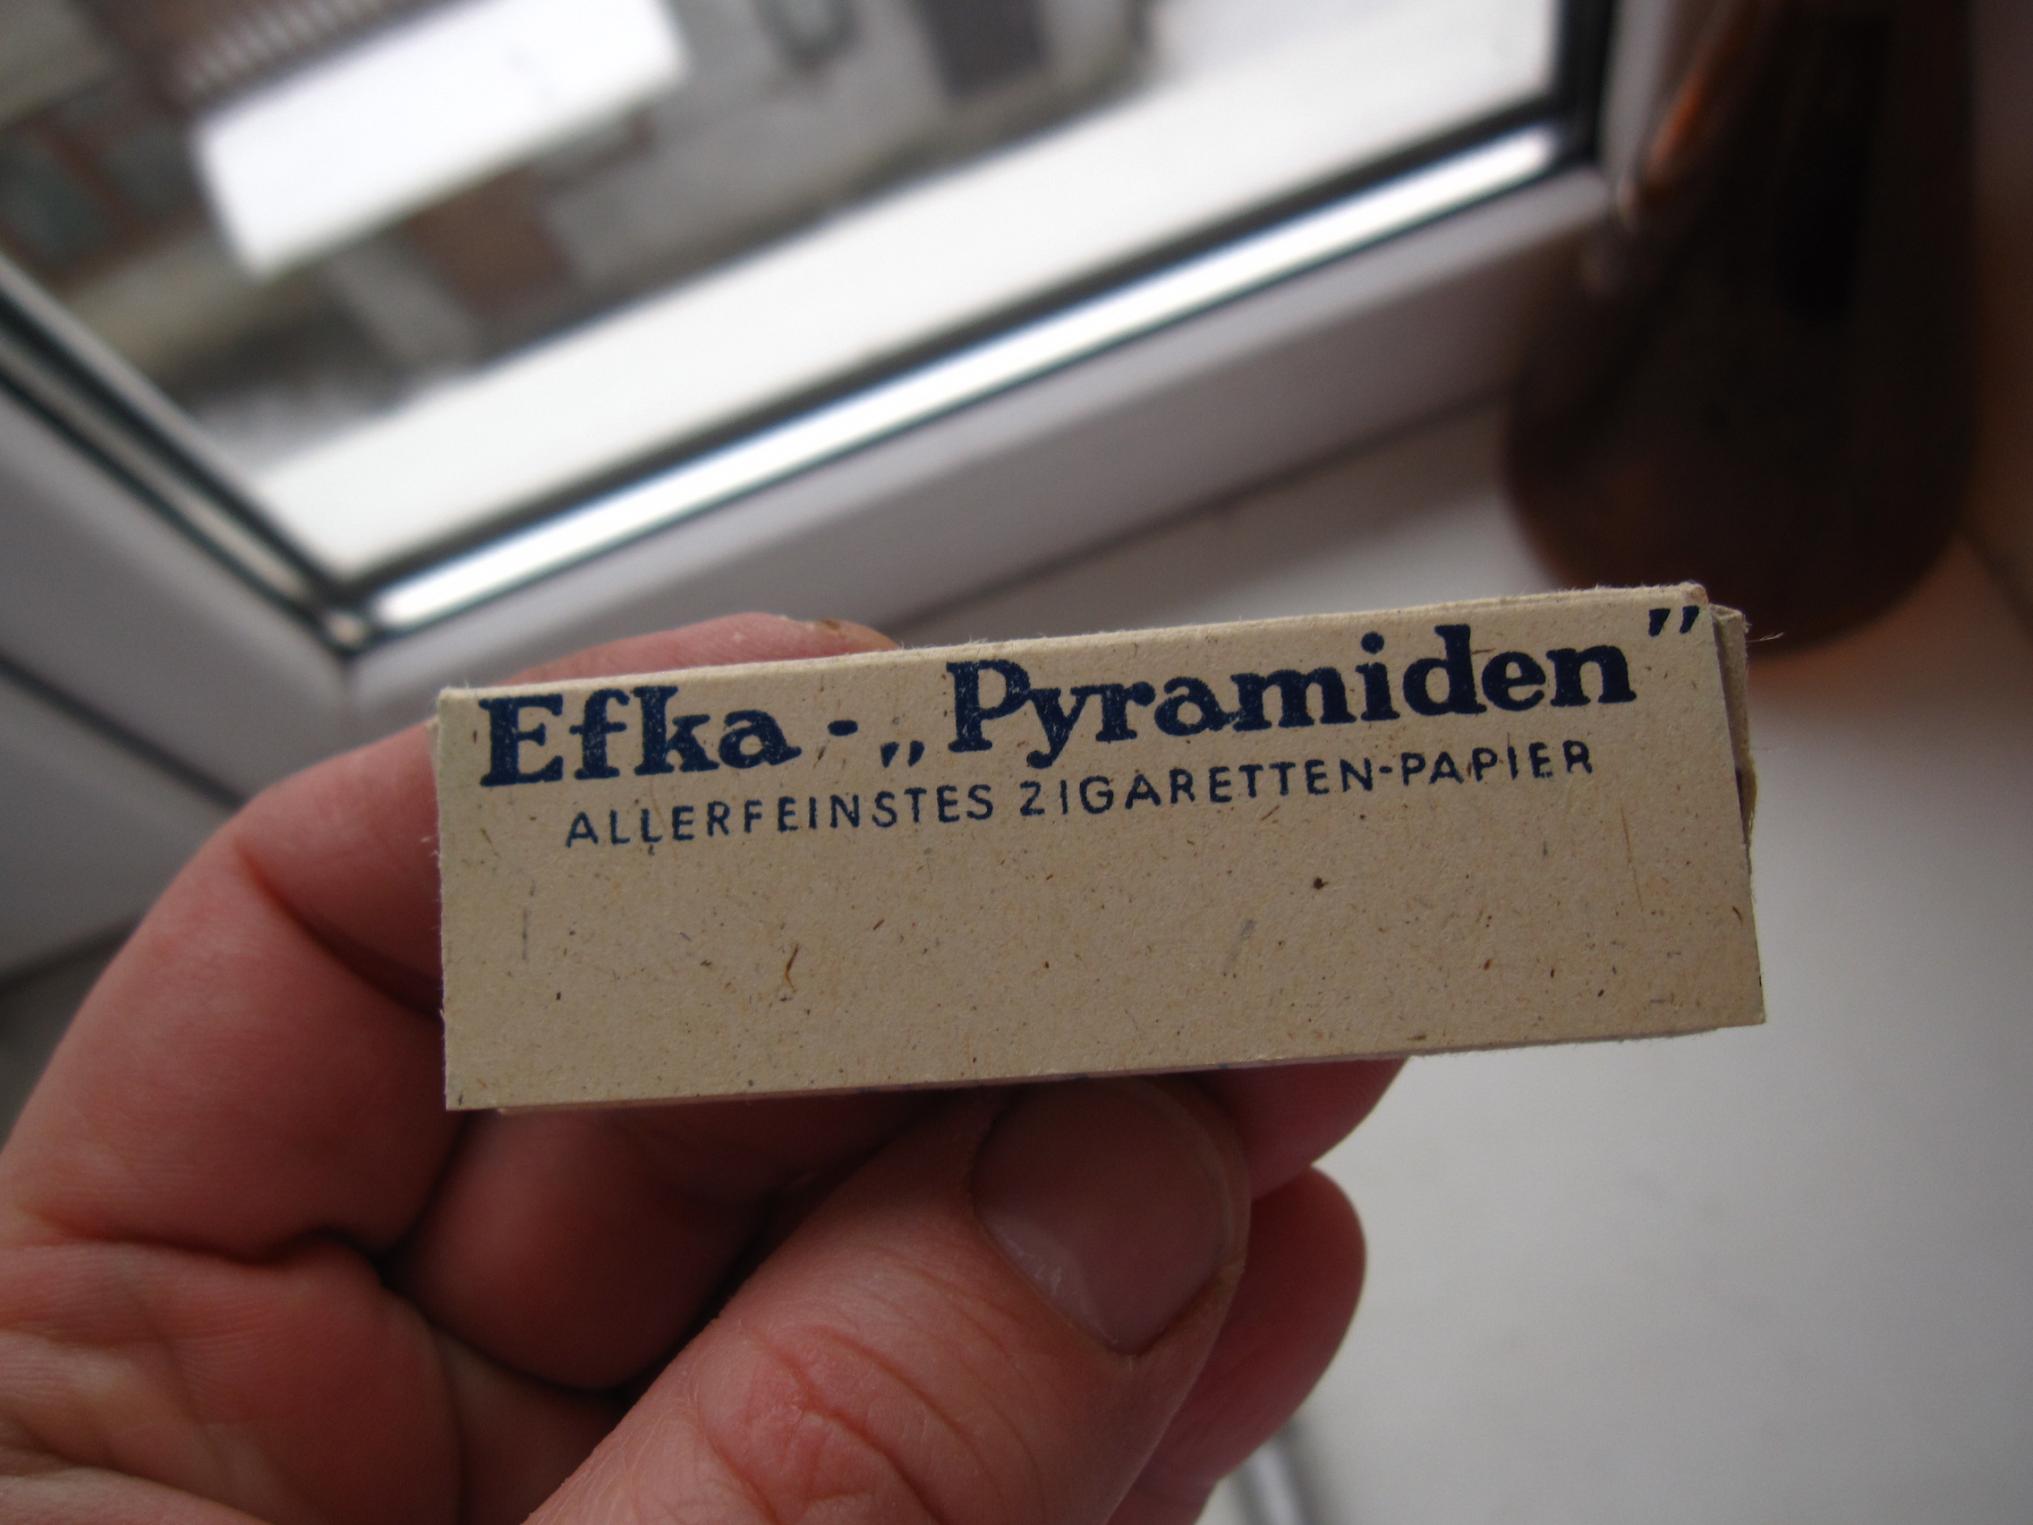 Efka - „Pyramiden”
ALLERFEINSTES ZIGARETTEN-PAPIER